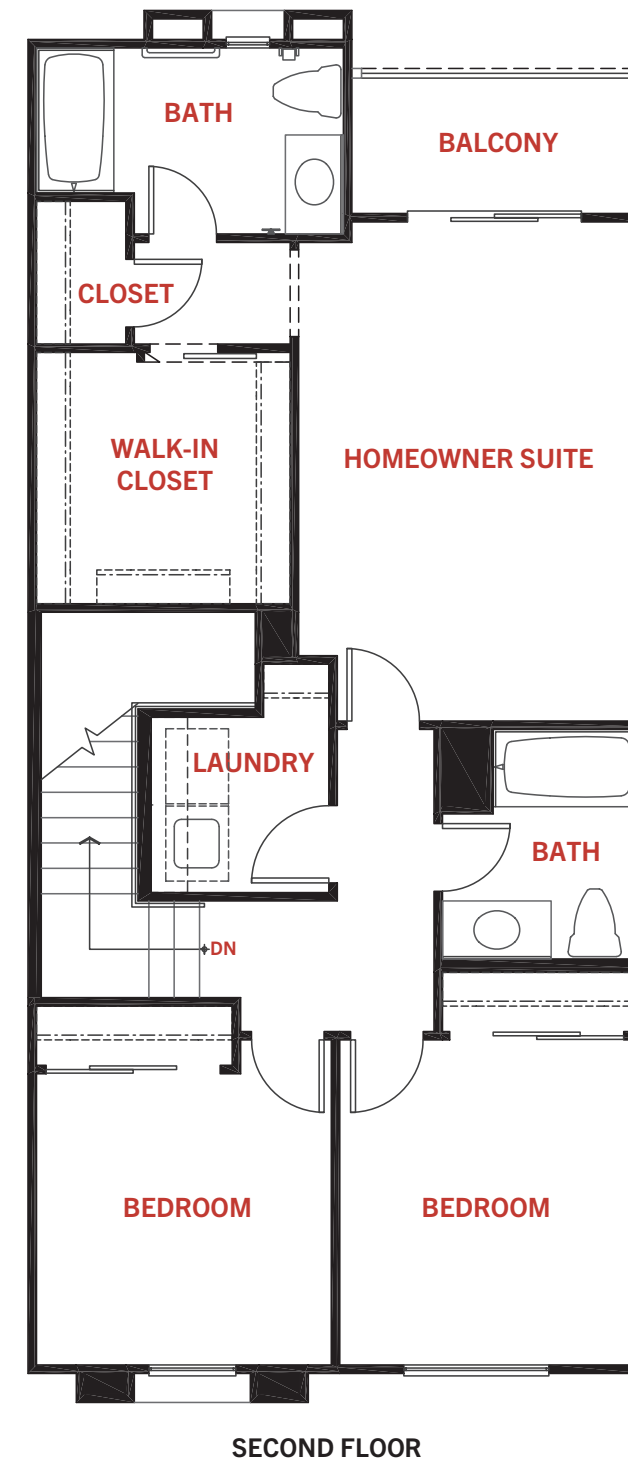 BATH
BALCONY
CLOSET
WALK-IN
CLOSET
HOMEOWNER SUITE
LAUNDRY
BATH
DN
BEDROOM
BEDROOM
SECOND FLOOR